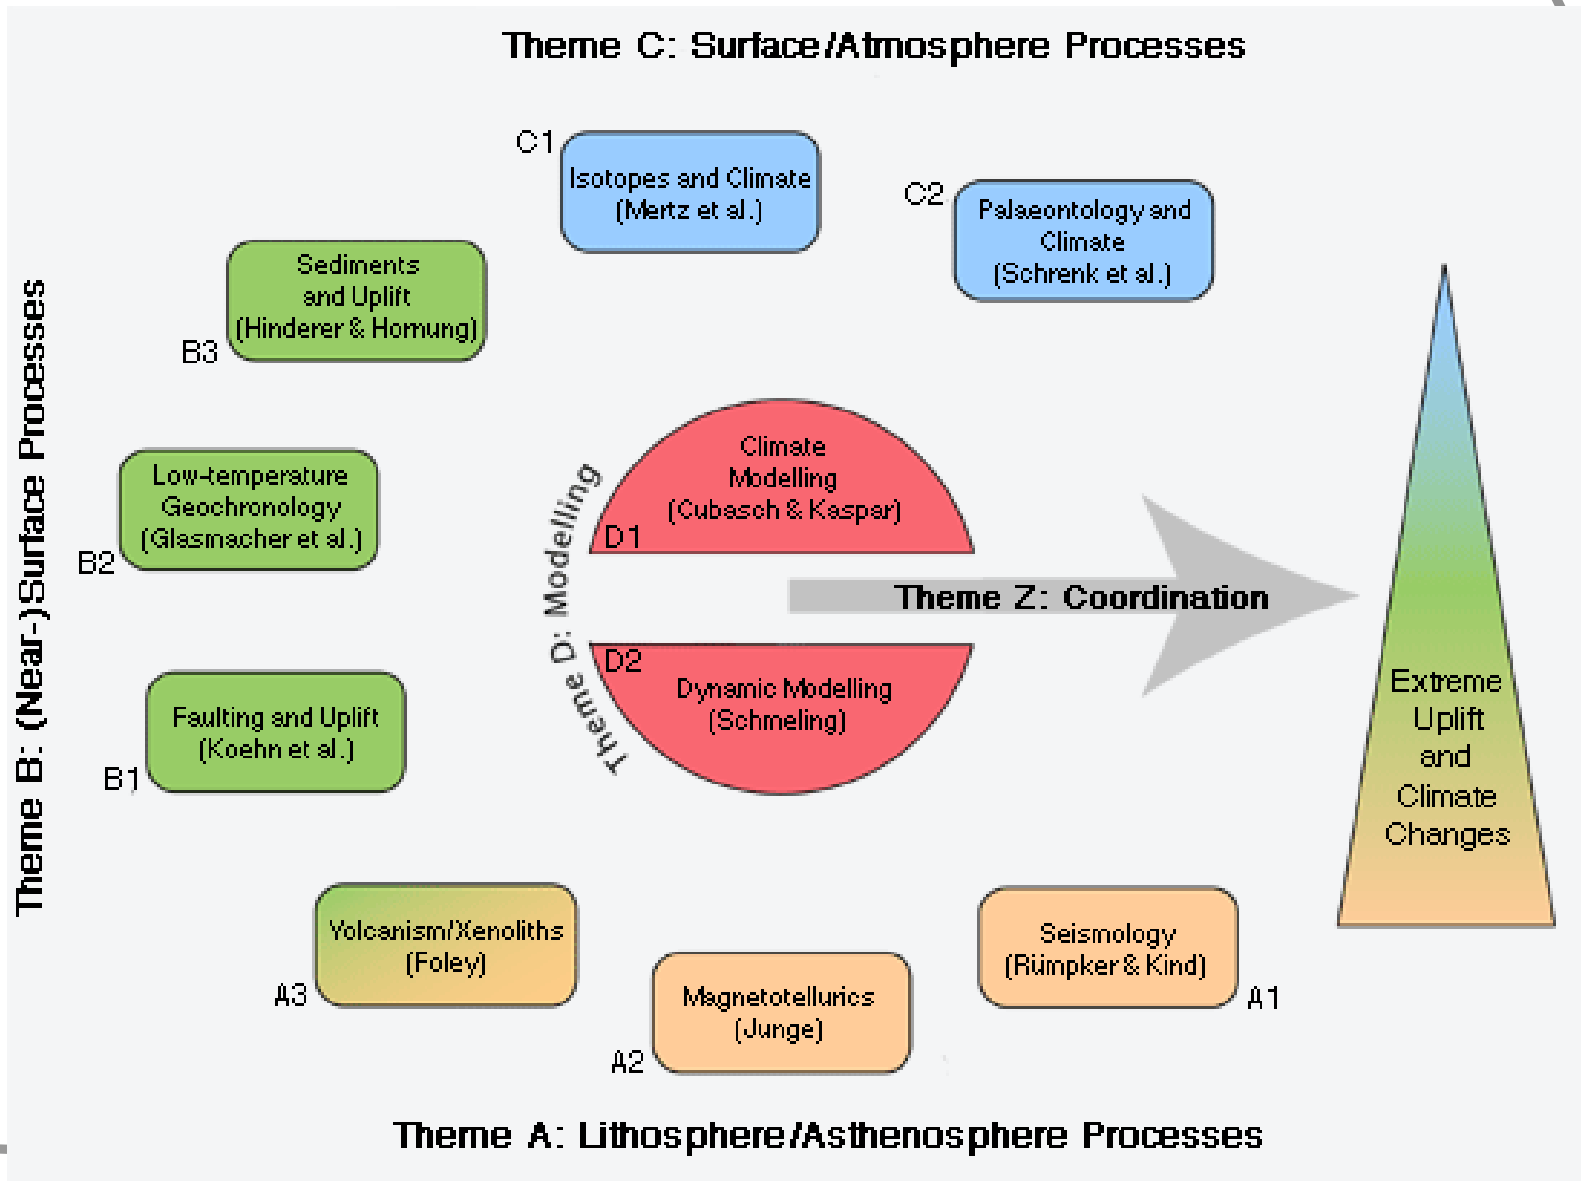 Theme C: Surface/Atmosphere Processes
C1
Isotopes and Climate
(Mertz et al.)
C2
Palaeontology and
Climate
(Schrenk et al.)
Theme B: (Near-)Surface Processes
Sediments
and Uplift
(Hinderer & Hornung)
B3
Low-temperature
Geochronology
(Glasmacher et al.)
B2
Faulting and Uplift
(Koehn et al.)
B1
Theme D: Modelling
Climate
Modelling
(Cubasch & Kaspar)
D1
Theme Z: Coordination
D2
Dynamic Modelling
(Schmeling)
Extreme
Uplift
and
Climate
Changes
Volcanism/Xenoliths
(Foley)
A3
Magnetotellurics
(Junge)
A2
Seismology
(Rümpker & Kind)
A1
Theme A: Lithosphere/Asthenosphere Processes